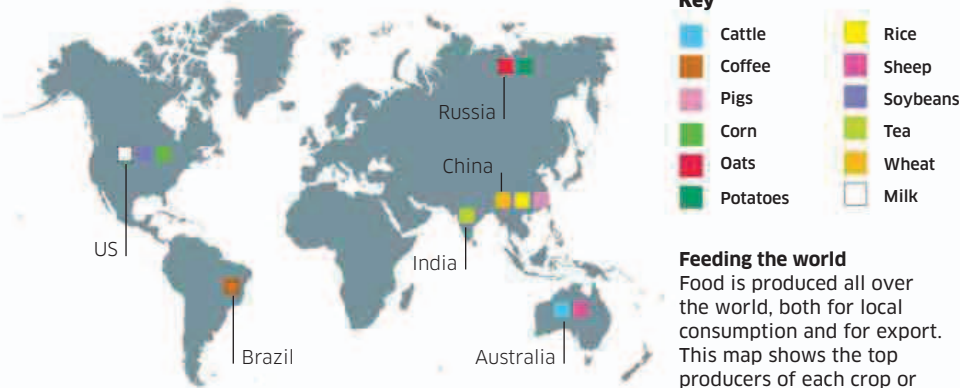 Key
Cattle
Coffee
Pigs
Corn
Oats
Potatoes
Rice
Sheep
Soybeans
Tea
Wheat
Milk
Russia
China
US
India
Brazil
Australia
Feeding the world
Food is produced all over
the world, both for local
consumption and for export.
This map shows the top
producers of each crop or